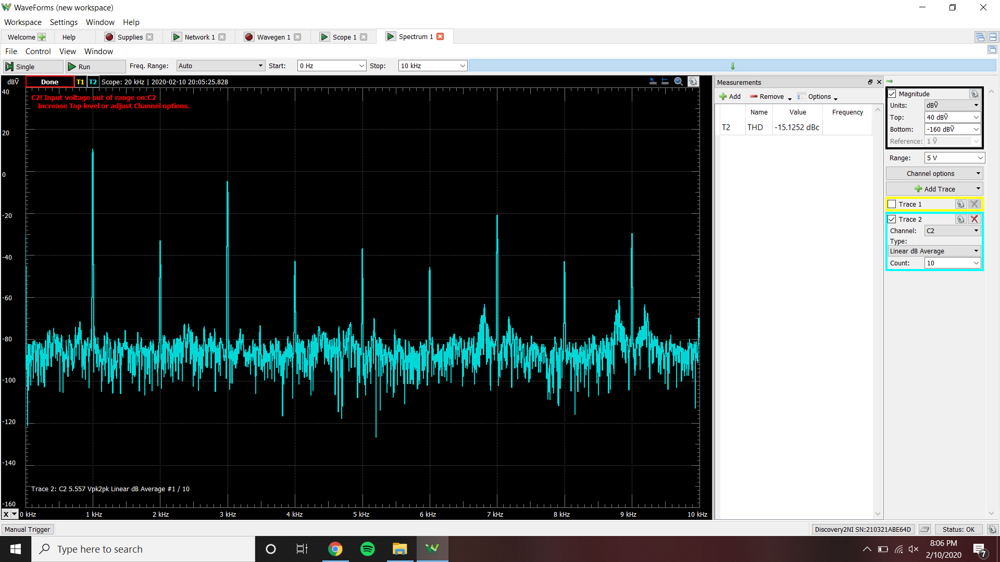 WaveForms (new workspace)
Workspace Settings Window Help
Welcome Help Supplies Network 1 Wavegen 1 Scope 1 Spectrum 1
File Control View Window
Single Run Freq. Range: Auto Start: 0 Hz Stop: 10 kHz
dBṼ Done T1 T2 Scope: 20 kHz | 2020-02-10 20:05:25.828
C2! Input voltage out of range on:C2
Increase Top level or adjust Channel options.
40
20
0
-20
-40
-60
-80
-100
-120
-140
-160
Trace 2: C2 5.557 Vpk2pk Linear dB Average #1 / 10
X 0 kHz 1 kHz 2 kHz 3 kHz 4 kHz 5 kHz 6 kHz 7 kHz 8 kHz 9 kHz 10 kHz
Measurements
Add Remove Options
Name Value Frequency
T2 THD -15.1252 dBc
Magnitude
Units: dBṼ
Top: 40 dBṼ
Bottom: -160 dBṼ
Reference: 1 Ṽ
Range: 5 V
Channel options
Add Trace
Trace 1
Trace 2
Channel: C2
Type:
Linear dB Average
Count: 10
Manual Trigger Discovery2NI SN:210321ABE64D Status: OK
Type here to search
8:06 PM
2/10/2020
7